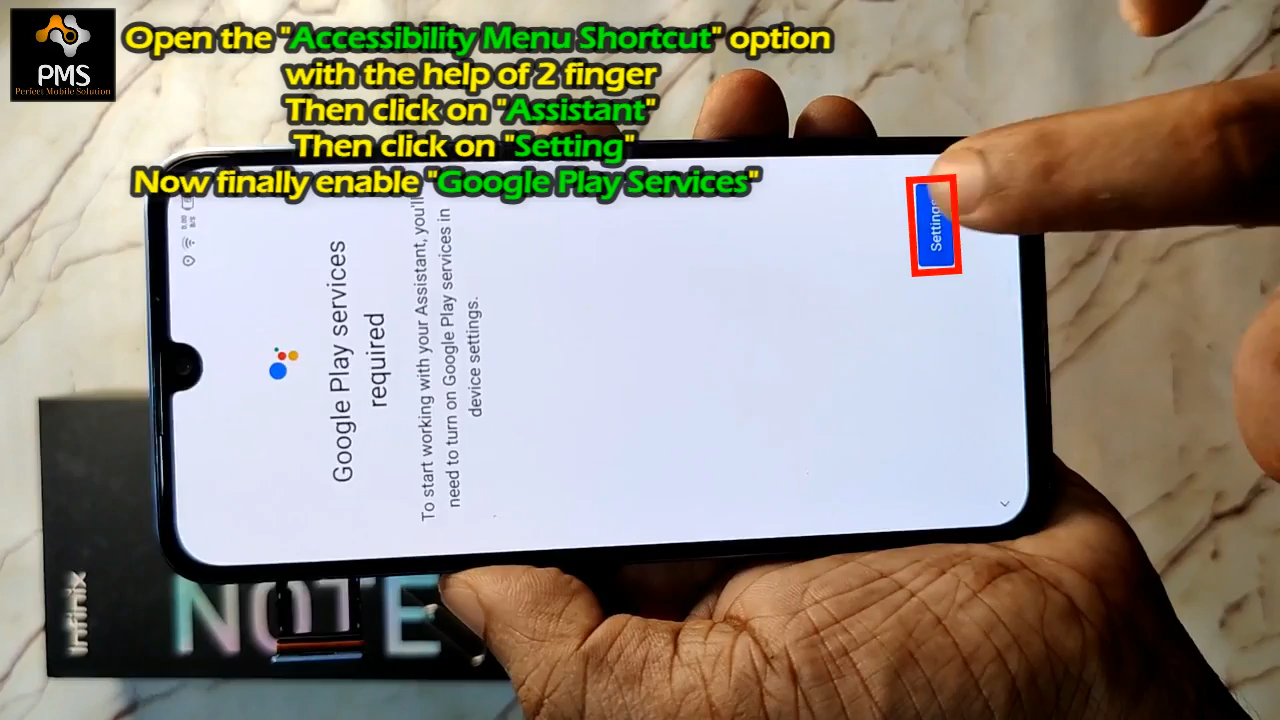 PMS
Perfect Mobile Solution
Open the "Accessibility Menu Shortcut" option
with the help of 2 finger
Then click on "Assistant"
Then click on "Setting"
Now finally enable "Google Play Services"
Google Play services
required
To start working with your Assistant, you'll
need to turn on Google Play services in
device settings.
Settings
Infinix
NOTE